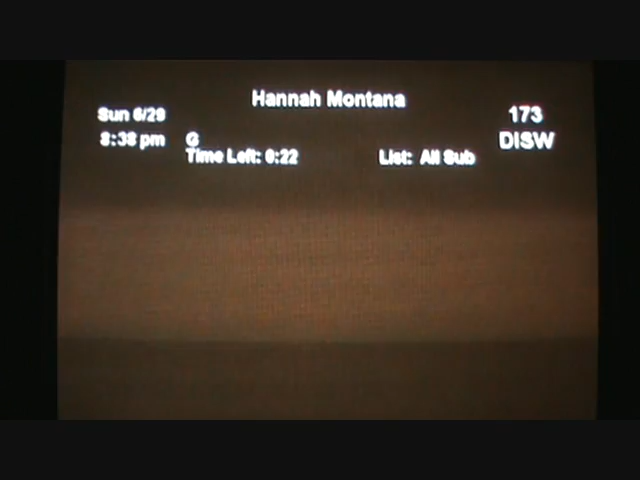 Hannah Montana
Sun 6/29
173
8:38 pm
G
DISW
Time Left: 0:22
List: All Sub